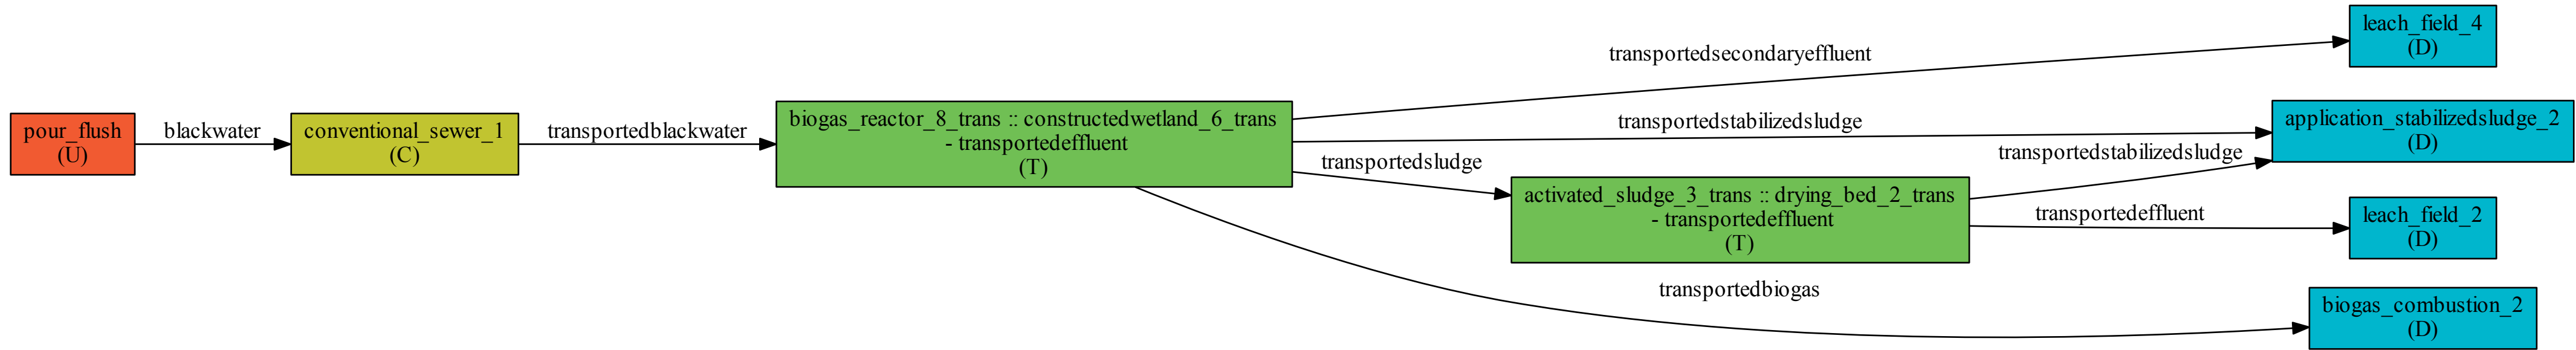 pour_flush
(U)
blackwater
conventional_sewer_1
(C)
transportedblackwater
biogas_reactor_8_trans :: constructedwetland_6_trans
- transportedeffluent
(T)
transportedsecondaryeffluent
transportedstabilizedsludge
transportedsludge
transportedbiogas
activated_sludge_3_trans :: drying_bed_2_trans
- transportedeffluent
(T)
transportedstabilizedsludge
transportedeffluent
leach_field_4
(D)
application_stabilizedsludge_2
(D)
leach_field_2
(D)
biogas_combustion_2
(D)